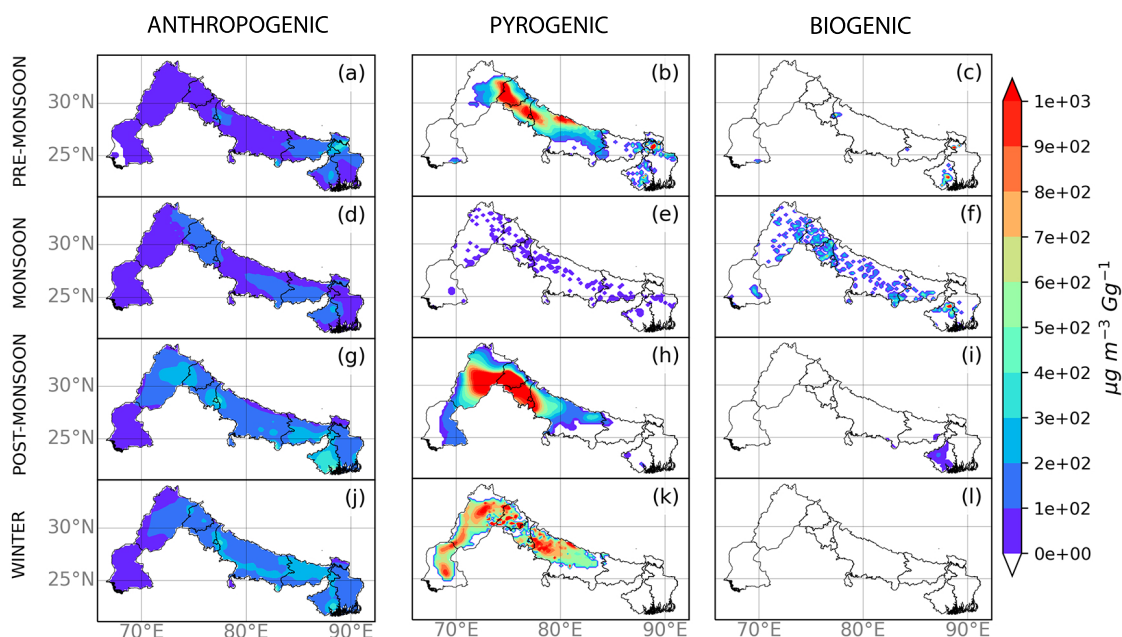 ANTHROPOGENIC PYROGENIC BIOGENIC
PRE-MONSOON
30°N
25°N
(a) (b) (c)
MONSOON
30°N
25°N
(d) (e) (f)
POST-MONSOON
30°N
25°N
(g) (h) (i)
WINTER
30°N
25°N
(j) (k) (l)
70°E 80°E 90°E 70°E 80°E 90°E 70°E 80°E 90°E
1e+03
9e+02
8e+02
7e+02
6e+02
5e+02
4e+02
3e+02
2e+02
1e+02
0e+00
μg m⁻³ Gg⁻¹